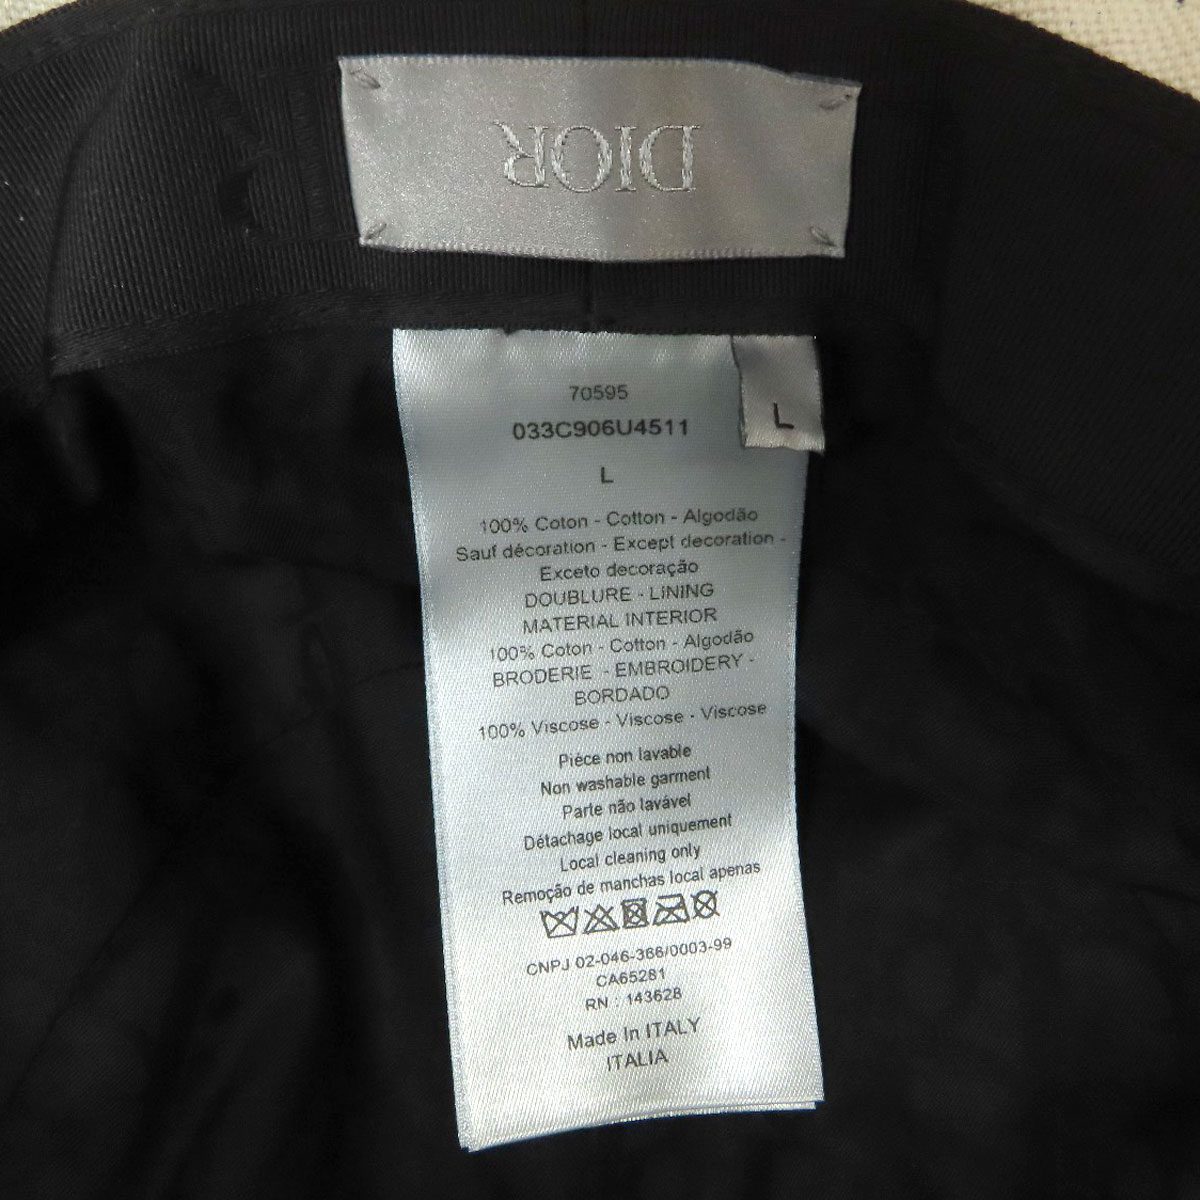 DIOR
L
70595
033C906U4511
L
100% Coton - Cotton - Algodão
Sauf décoration - Except decoration -
Exceto decoração
DOUBLURE - LINING
MATERIAL INTERIOR
100% Coton - Cotton - Algodão
BRODERIE - EMBROIDERY -
BORDADO
100% Viscose - Viscose - Viscose
Pièce non lavable
Non washable garment
Parte não lavável
Détachage local uniquement
Local cleaning only
Remoção de manchas local apenas
CNPJ 02-046-366/0003-99
CA65281
RN : 143628
Made In ITALY
ITALIA